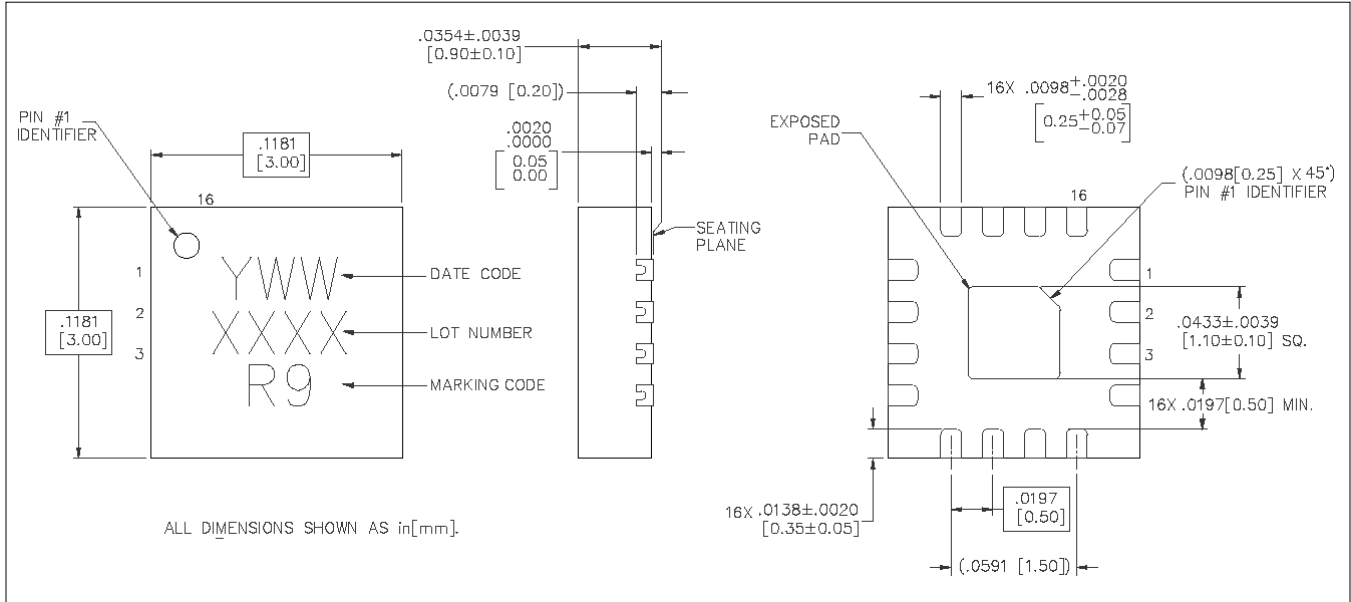 PIN #1
IDENTIFIER
.1181
[3.00]
16
1
2
3
.1181
[3.00]
YWW
DATE CODE
XXXX
LOT NUMBER
R9
MARKING CODE
ALL DIMENSIONS SHOWN AS in[mm].
.0354±.0039
[0.90±0.10]
(.0079 [0.20])
.0020
.0000
[0.05
0.00]
SEATING
PLANE
16X .0098+.0020
-.0028
[0.25+0.05
-0.07]
EXPOSED
PAD
(.0098[0.25] X 45°)
PIN #1 IDENTIFIER
16
1
2
3
.0433±.0039
[1.10±0.10] SQ.
16X .0197[0.50] MIN.
16X .0138±.0020
[0.35±0.05]
.0197
[0.50]
(.0591 [1.50])